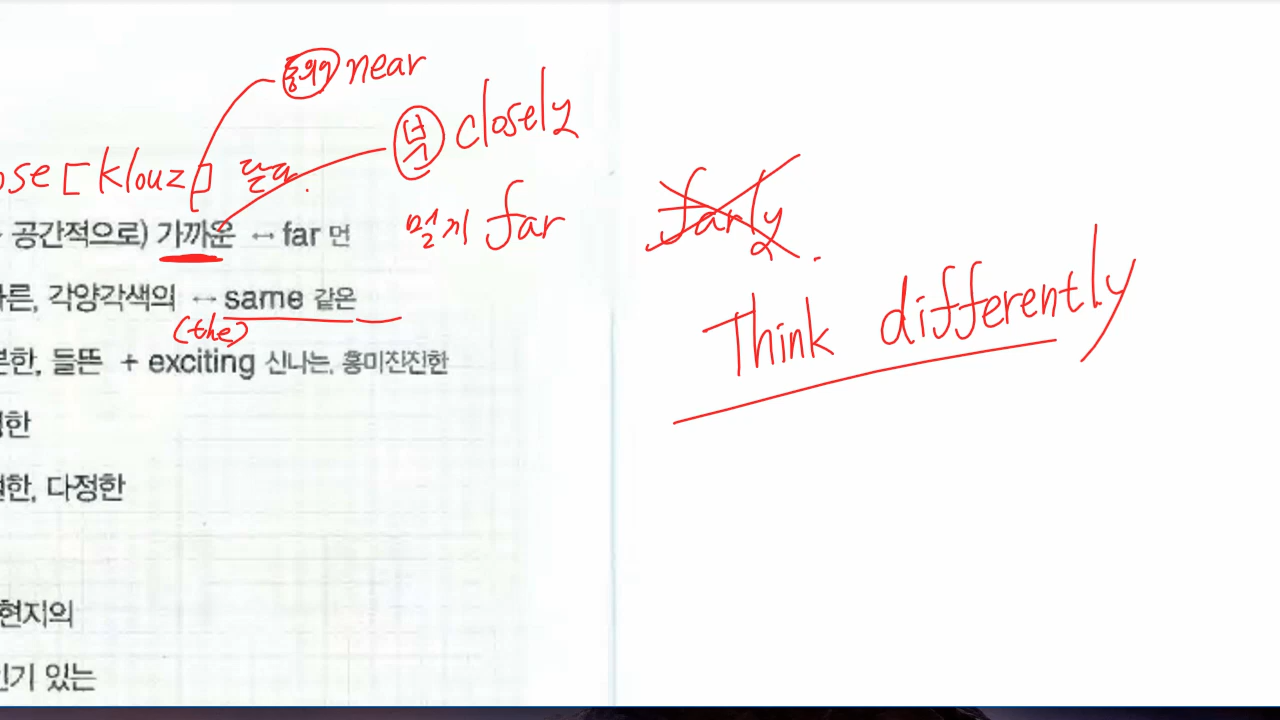 동의어 near
부 closely
ose [klouz] 닫다.
공간적으로) 가까운 ↔ far 먼
멀게 far
farly.
다른, 각양각색의 ↔ same 같은
(the)
Think differently
분한, 들뜬 + exciting 신나는, 흥미진진한
한
한, 다정한
현지의
인기 있는